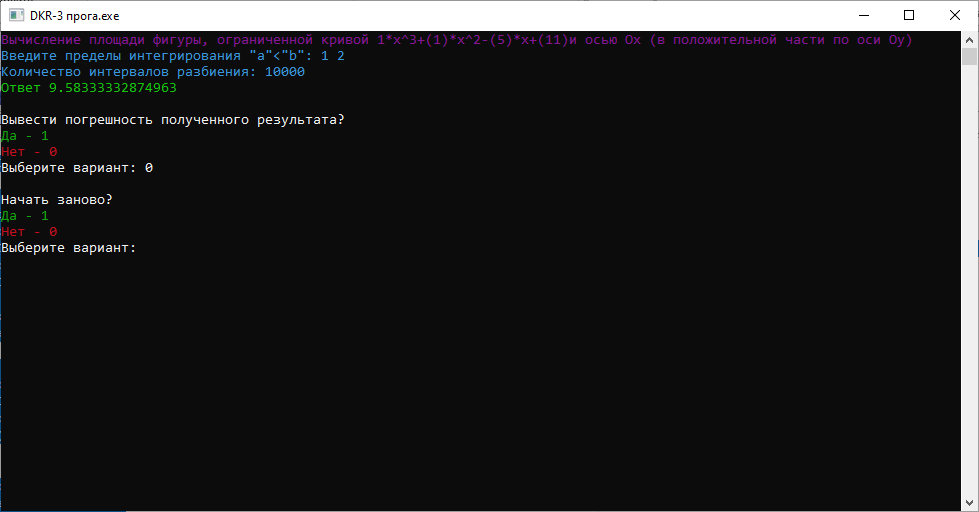 DKR-3 прога.exe
Вычисление площади фигуры, ограниченной кривой 1*x^3+(1)*x^2-(5)*x+(11)и осью Ox (в положительной части по оси Oy)
Введите пределы интегрирования "a"<"b": 1 2
Количество интервалов разбиения: 10000
Ответ 9.58333332874963
Вывести погрешность полученного результата?
Да - 1
Нет - 0
Выберите вариант: 0
Начать заново?
Да - 1
Нет - 0
Выберите вариант: